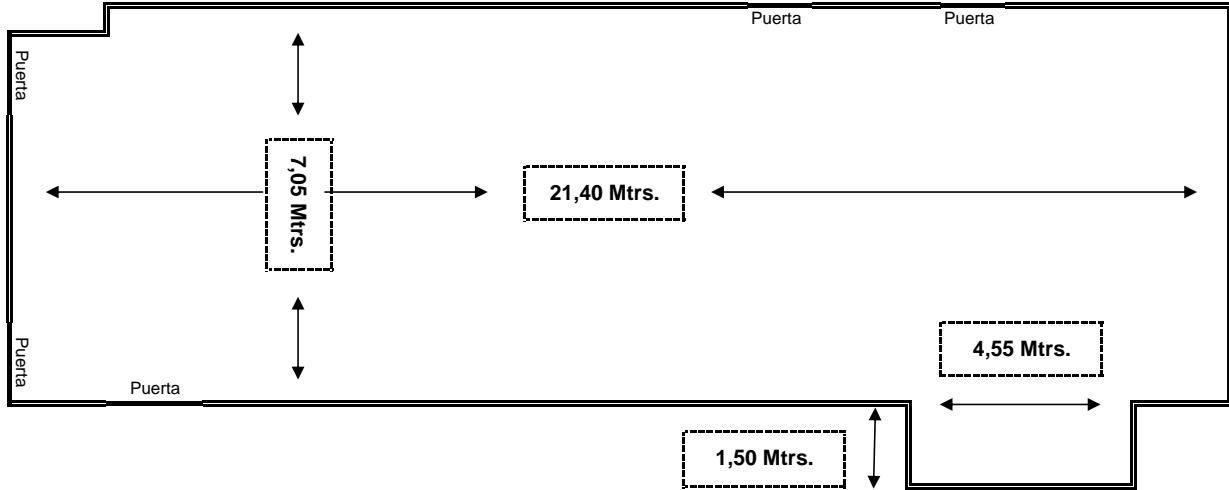 Puerta
Puerta
Puerta
7,05 Mtrs.
21,40 Mtrs.
Puerta
4,55 Mtrs.
Puerta
1,50 Mtrs.